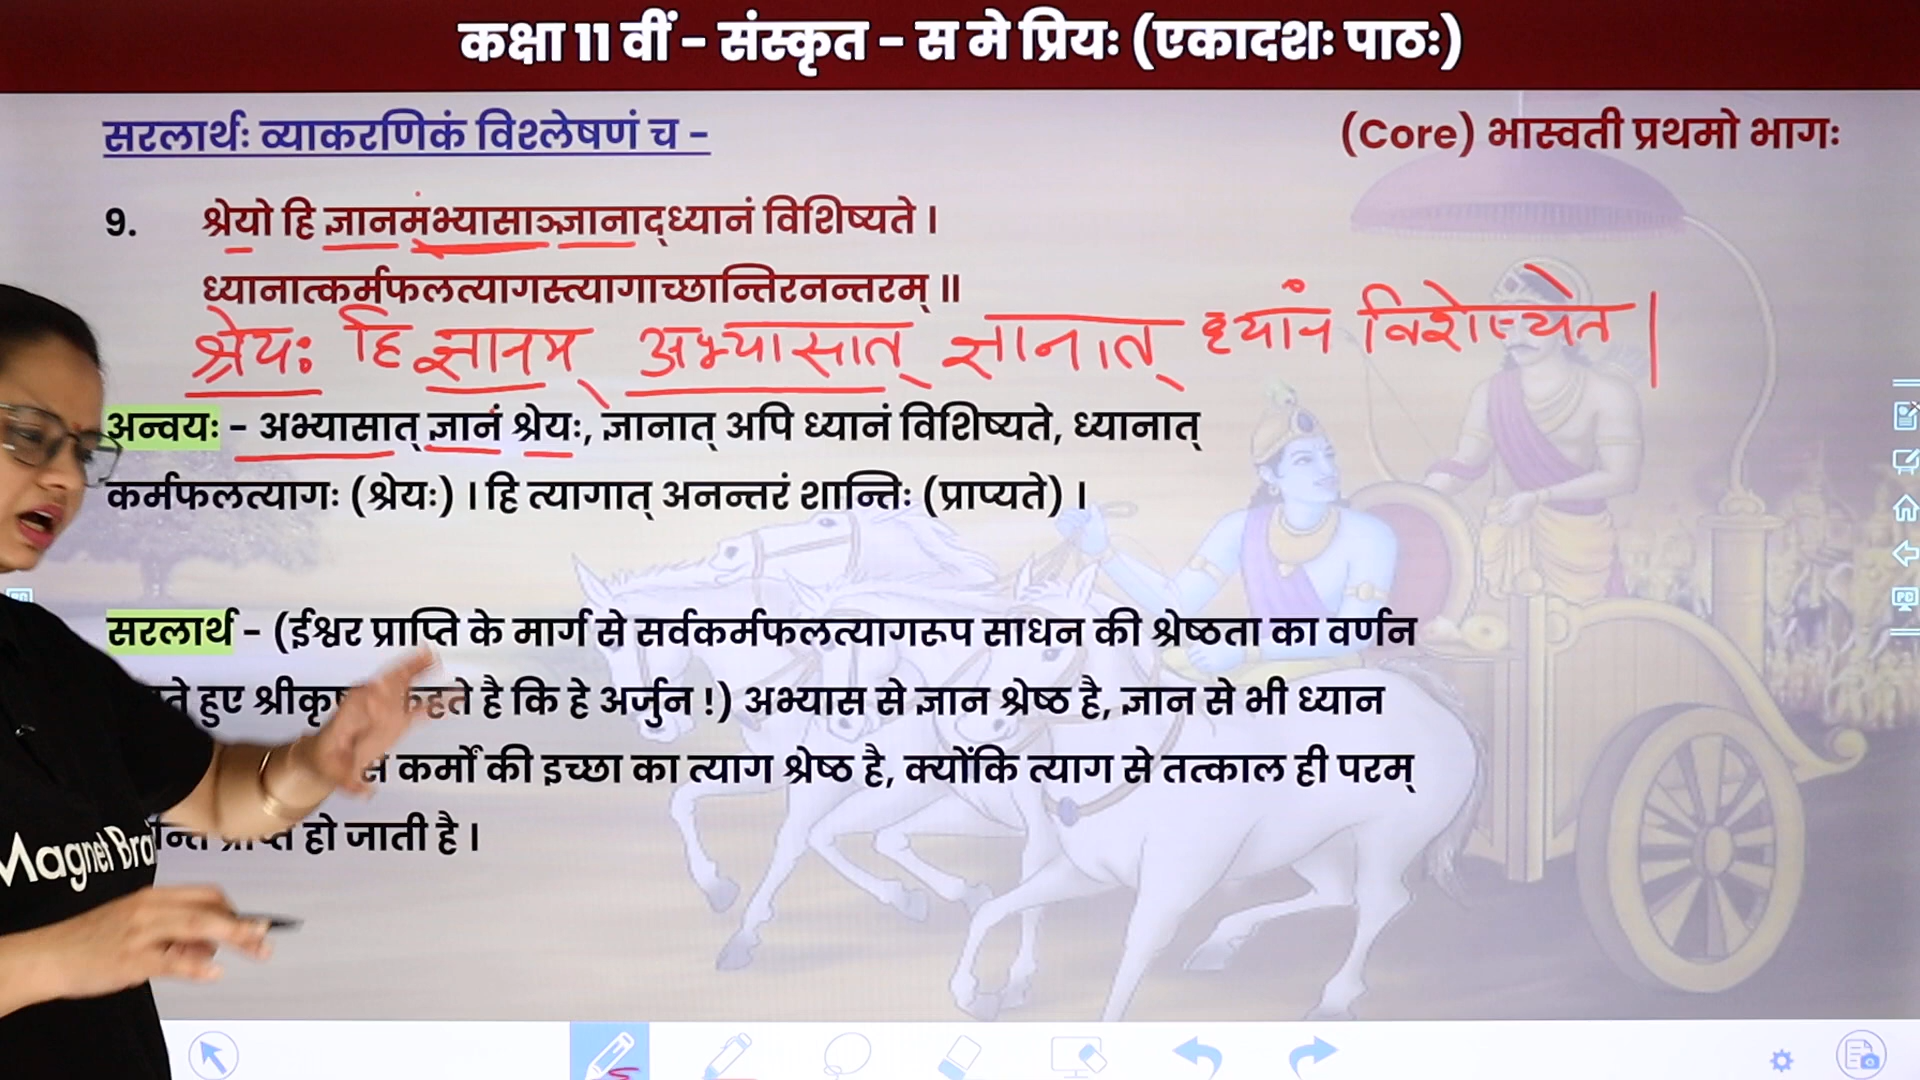 कक्षा 11 वीं - संस्कृत - स मे प्रियः (एकादशः पाठः)
सरलार्थः व्याकरणिकं विश्लेषणं च -
(Core) भास्वती प्रथमो भागः
9. श्रेयो हि ज्ञानमभ्यासाञ्ज्ञानाद्ध्यानं विशिष्यते ।
ध्यानात्कर्मफलत्यागस्त्यागाच्छान्तिरनन्तरम् ॥
श्रेयः हि ज्ञानम् अभ्यासात् ज्ञानात् ध्यानं
अन्वयः - अभ्यासात् ज्ञानं श्रेयः, ज्ञानात् अपि ध्यानं विशिष्यते, ध्यानात्
कर्मफलत्यागः (श्रेयः) । हि त्यागात् अनन्तरं शान्तिः (प्राप्यते) ।
सरलार्थ - (ईश्वर प्राप्ति के मार्ग से सर्वकर्मफलत्यागरूप साधन की श्रेष्ठता का वर्णन
हुए कहते है कि हे अर्जुन !) अभ्यास से ज्ञान श्रेष्ठ है, ज्ञान से भी ध्यान
कर्मों की इच्छा का त्याग श्रेष्ठ है, क्योंकि त्याग से तत्काल ही परम्
हो जाती है ।
Magnet Bra